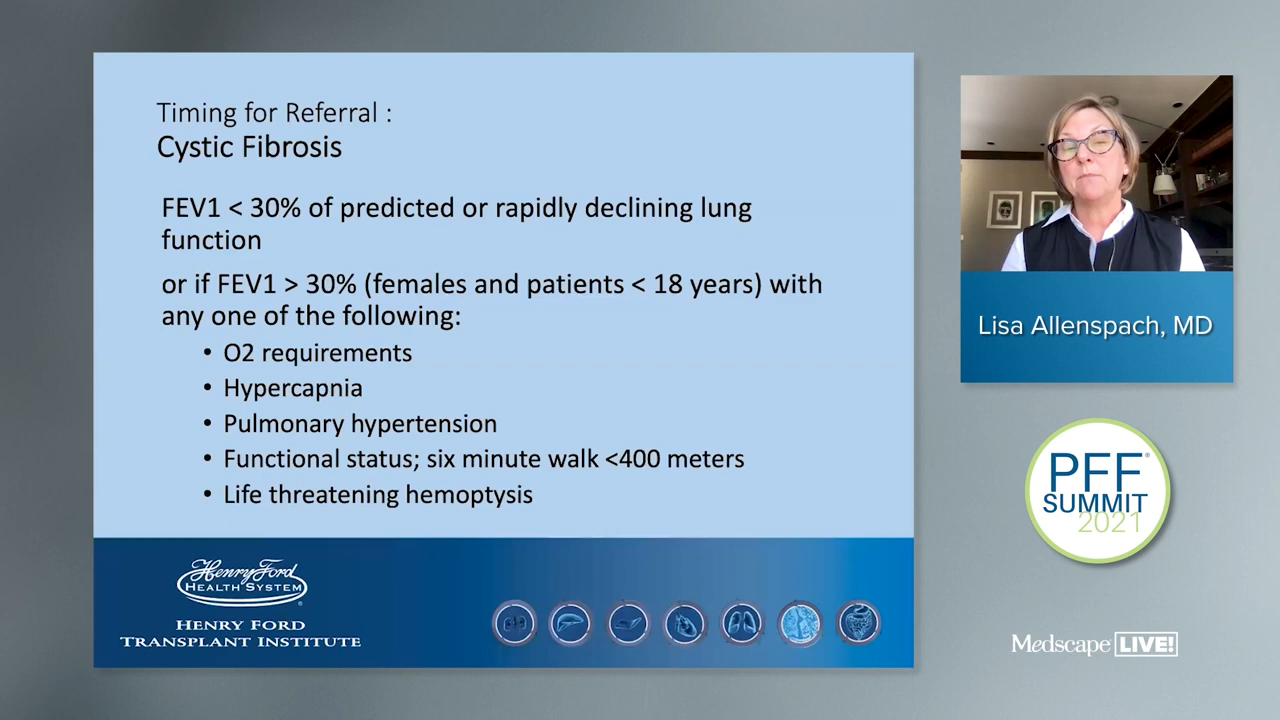 Timing for Referral :
Cystic Fibrosis
FEV1 < 30% of predicted or rapidly declining lung
function
or if FEV1 > 30% (females and patients < 18 years) with
any one of the following:
• O2 requirements
• Hypercapnia
• Pulmonary hypertension
• Functional status; six minute walk <400 meters
• Life threatening hemoptysis
Henry Ford
HEALTH SYSTEM
HENRY FORD
TRANSPLANT INSTITUTE
Lisa Allenspach, MD
PFF®
SUMMIT
2021
Medscape LIVE!